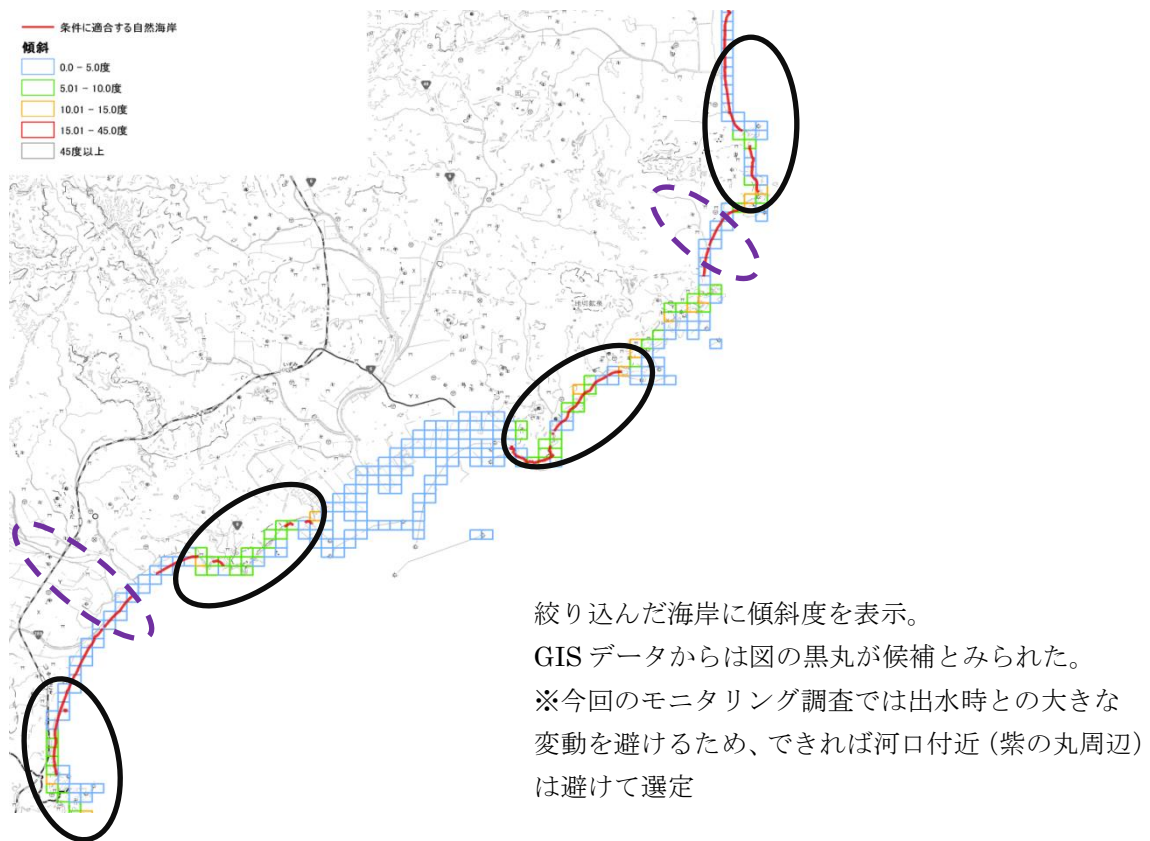 条件に適合する自然海岸
傾斜
0.0 - 5.0度
5.01 - 10.0度
10.01 - 15.0度
15.01 - 45.0度
45度以上
絞り込んだ海岸に傾斜度を表示。
GIS データからは図の黒丸が候補とみられた。
※今回のモニタリング調査では出水時との大きな
変動を避けるため、できれば河口付近（紫の丸周辺）
は避けて選定